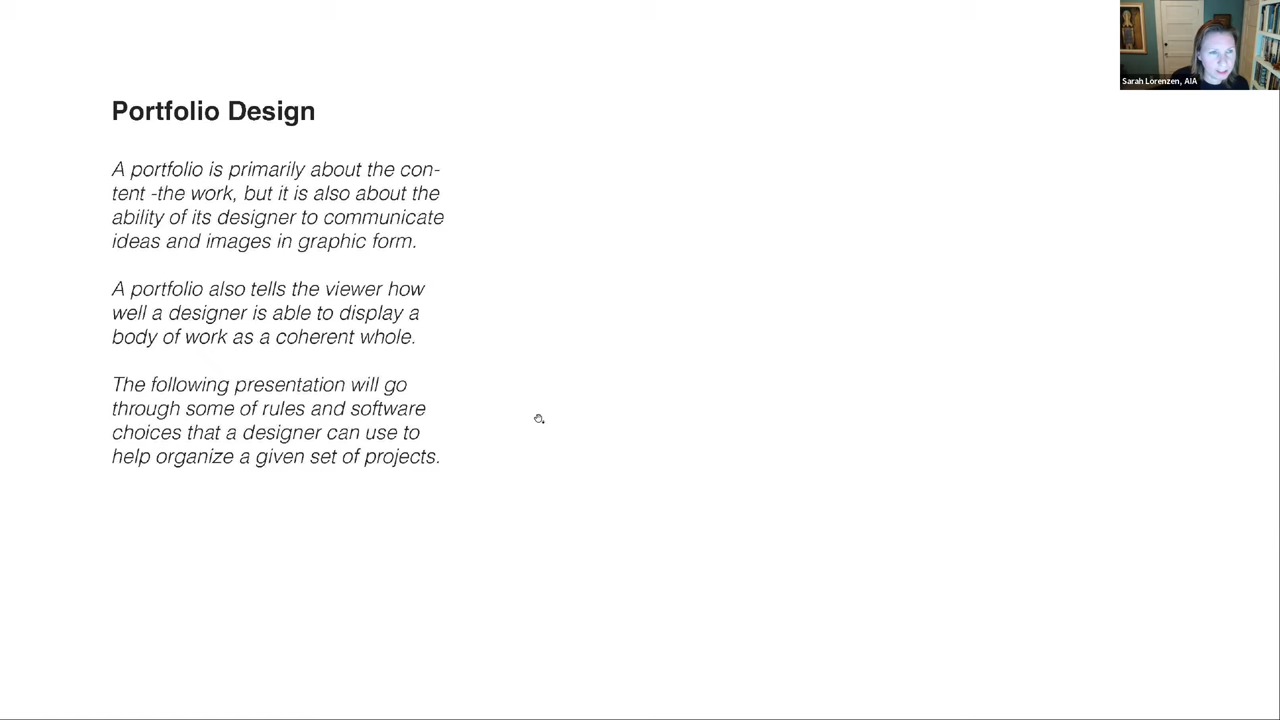 Portfolio Design
A portfolio is primarily about the con-
tent -the work, but it is also about the
ability of its designer to communicate
ideas and images in graphic form.
A portfolio also tells the viewer how
well a designer is able to display a
body of work as a coherent whole.
The following presentation will go
through some of rules and software
choices that a designer can use to
help organize a given set of projects.
Sarah Lorenzen, AIA